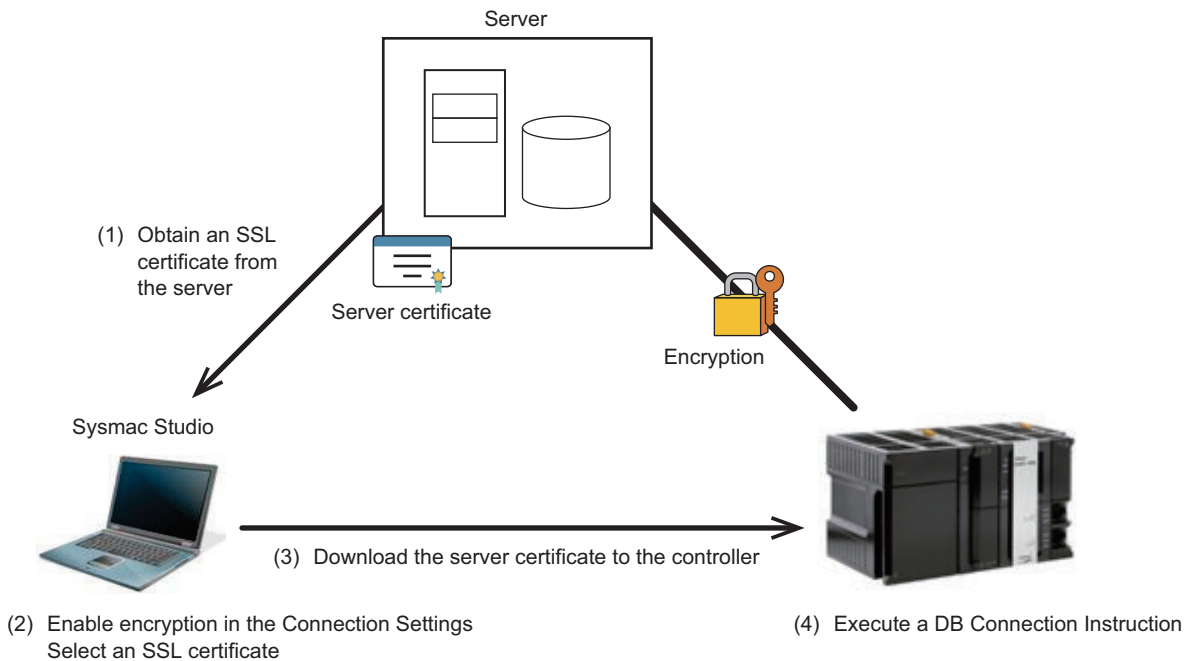 Server
(1) Obtain an SSL
certificate from
the server
Server certificate
Encryption
Sysmac Studio
(3) Download the server certificate to the controller
(2) Enable encryption in the Connection Settings
Select an SSL certificate
(4) Execute a DB Connection Instruction